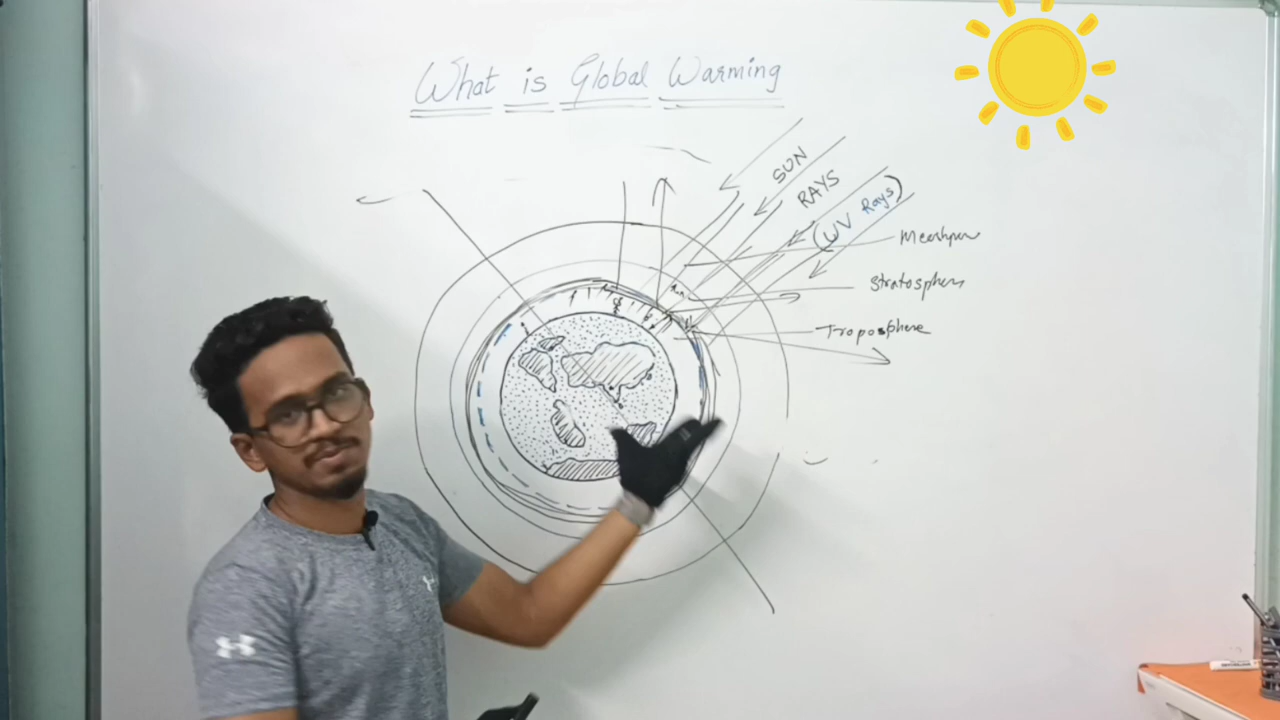 What is Global Warming
SUN
RAYS
(UV Rays)
Stratosphere
Troposphere